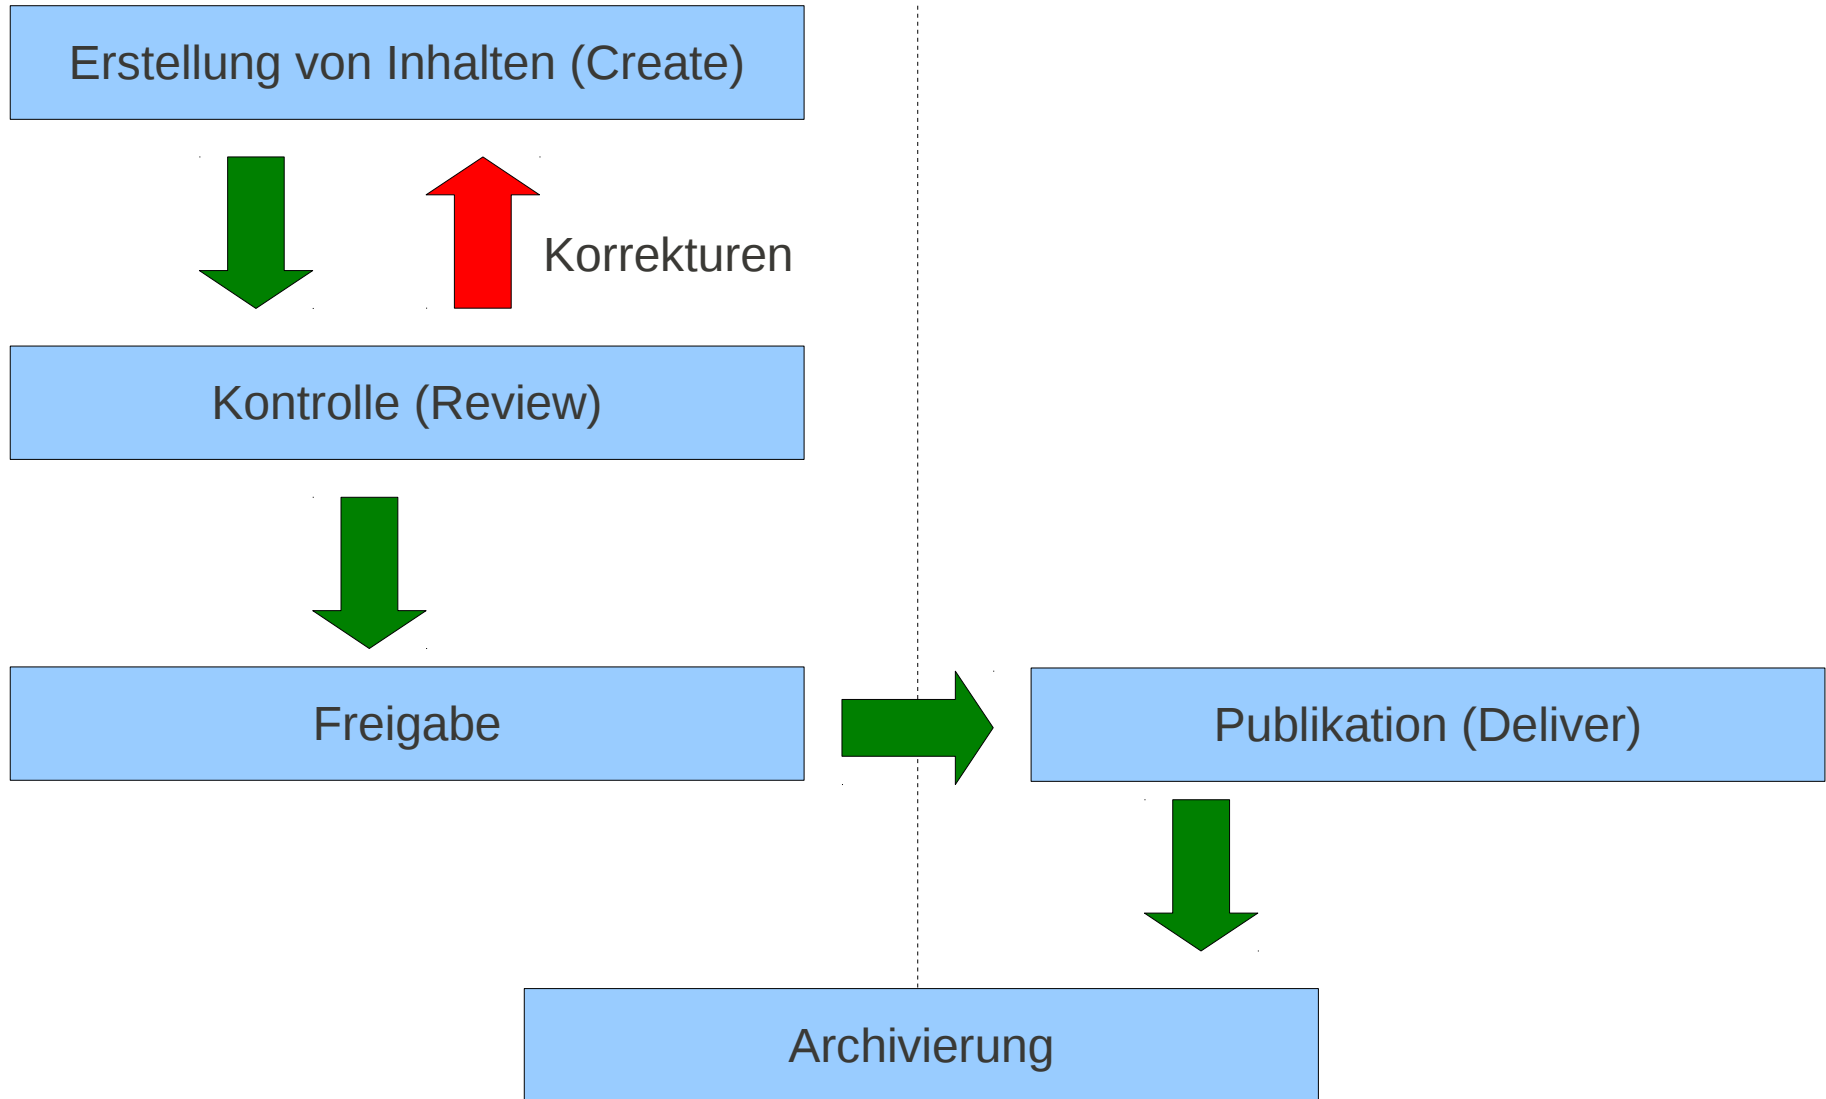 Erstellung von Inhalten (Create)
Korrekturen
Kontrolle (Review)
Freigabe
Publikation (Deliver)
Archivierung